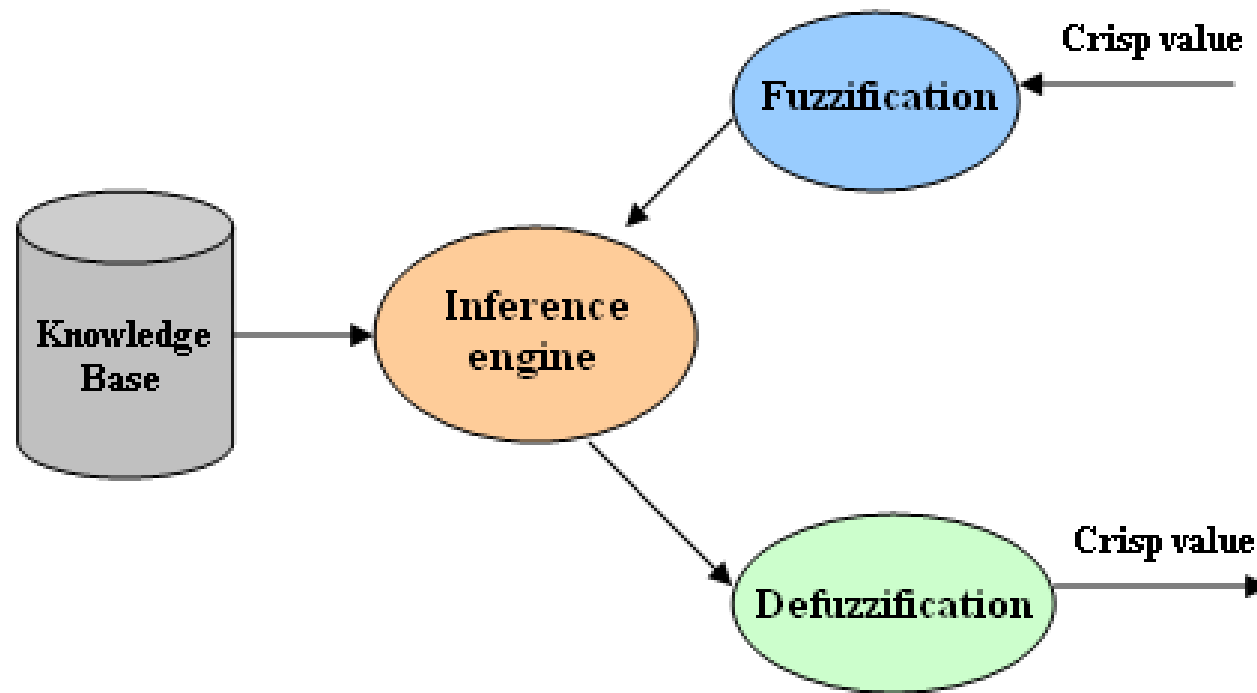 Crisp value
Fuzzification
Inference
engine
Knowledge
Base
Crisp value
Defuzzification